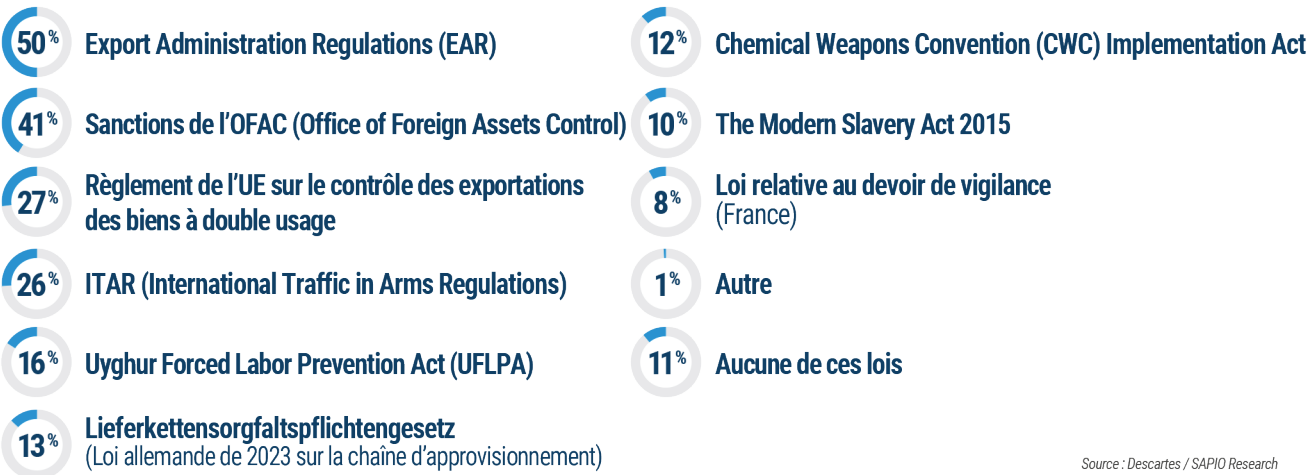 50%
Export Administration Regulations (EAR)
41%
Sanctions de l'OFAC (Office of Foreign Assets Control)
27%
Règlement de l'UE sur le contrôle des exportations
des biens à double usage
26%
ITAR (International Traffic in Arms Regulations)
16%
Uyghur Forced Labor Prevention Act (UFLPA)
13%
Lieferkettensorgfaltspflichtengesetz
(Loi allemande de 2023 sur la chaîne d'approvisionnement)
12%
Chemical Weapons Convention (CWC) Implementation Act
10%
The Modern Slavery Act 2015
8%
Loi relative au devoir de vigilance
(France)
1%
Autre
11%
Aucune de ces lois
Source : Descartes / SAPIO Research